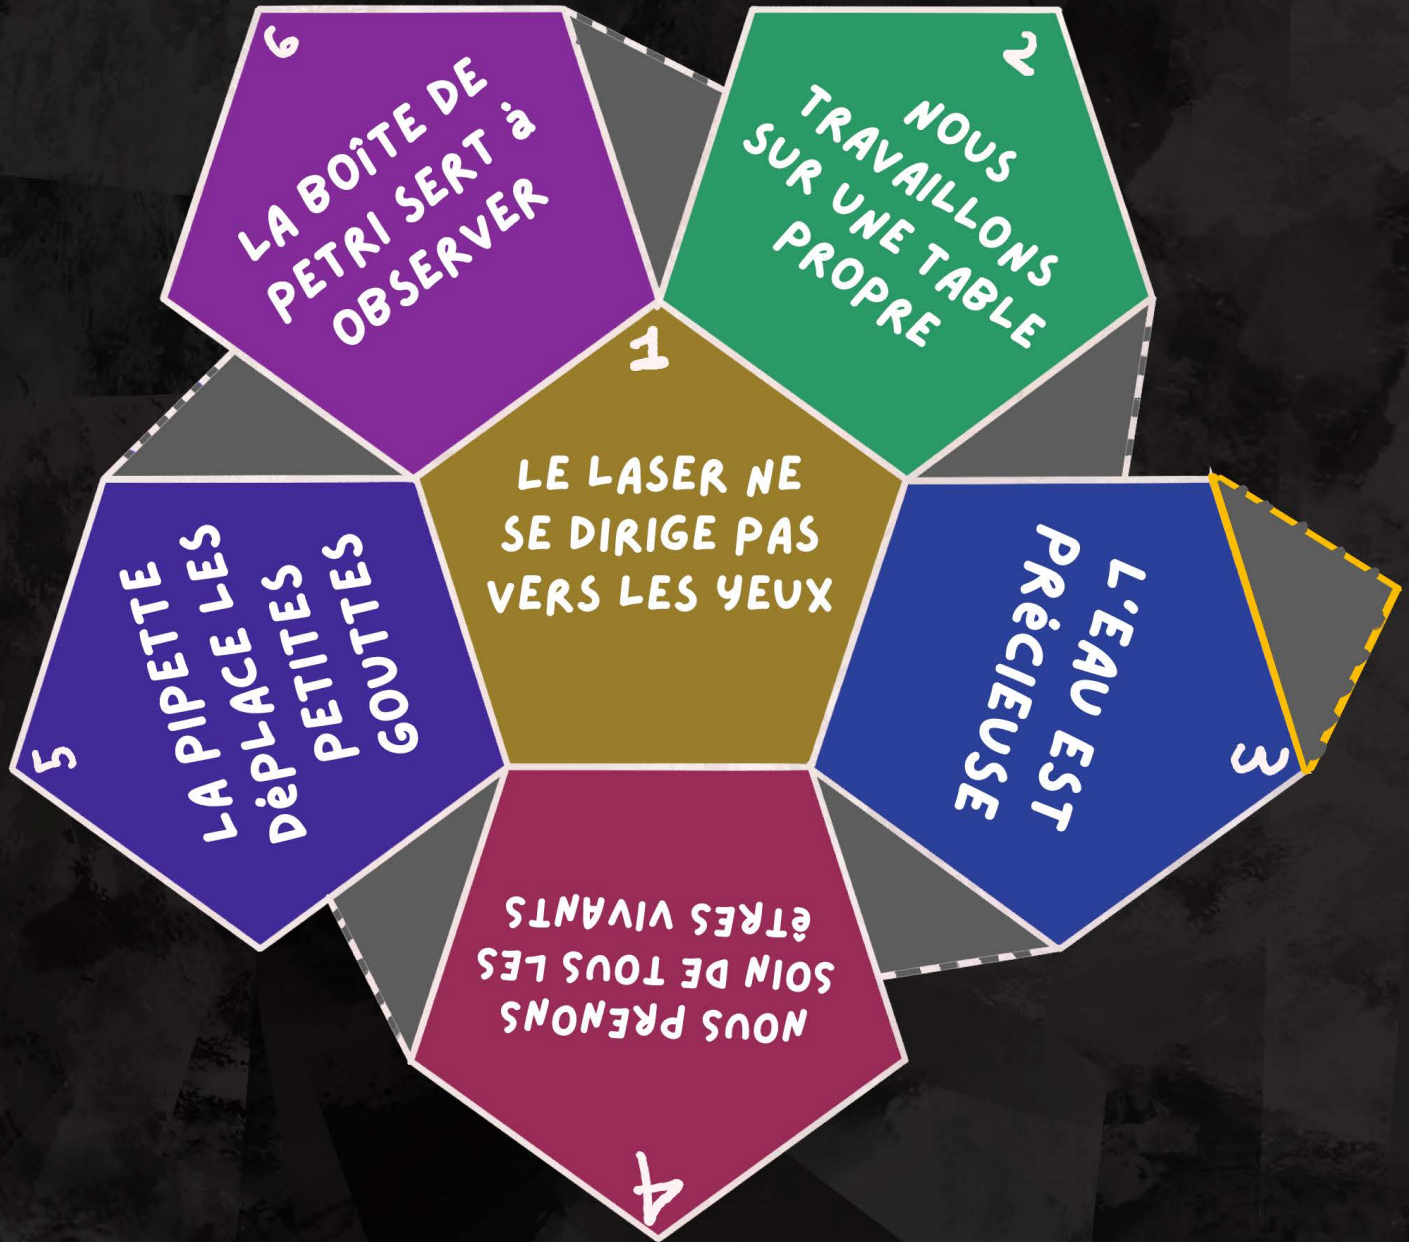 1
LE LASER NE
SE DIRIGE PAS
VERS LES YEUX
2
NOUS
TRAVAILLONS
SUR UNE TABLE
PROPRE
3
L'EAU EST
PRéCIEUSE
4
NOUS PRENONS
SOIN DE TOUS LES
êTRES VIVANTS
5
LA PIPETTE
DéPLACE LES
PETITES
GOUTTES
6
LA BOîTE DE
PETRI SERT à
OBSERVER